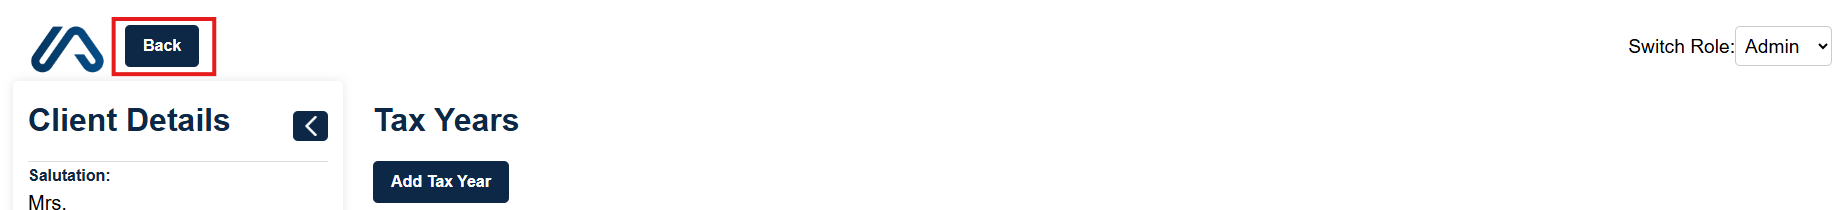 Back
Switch Role: Admin
Client Details
Tax Years
Salutation:
Add Tax Year
Mrs.